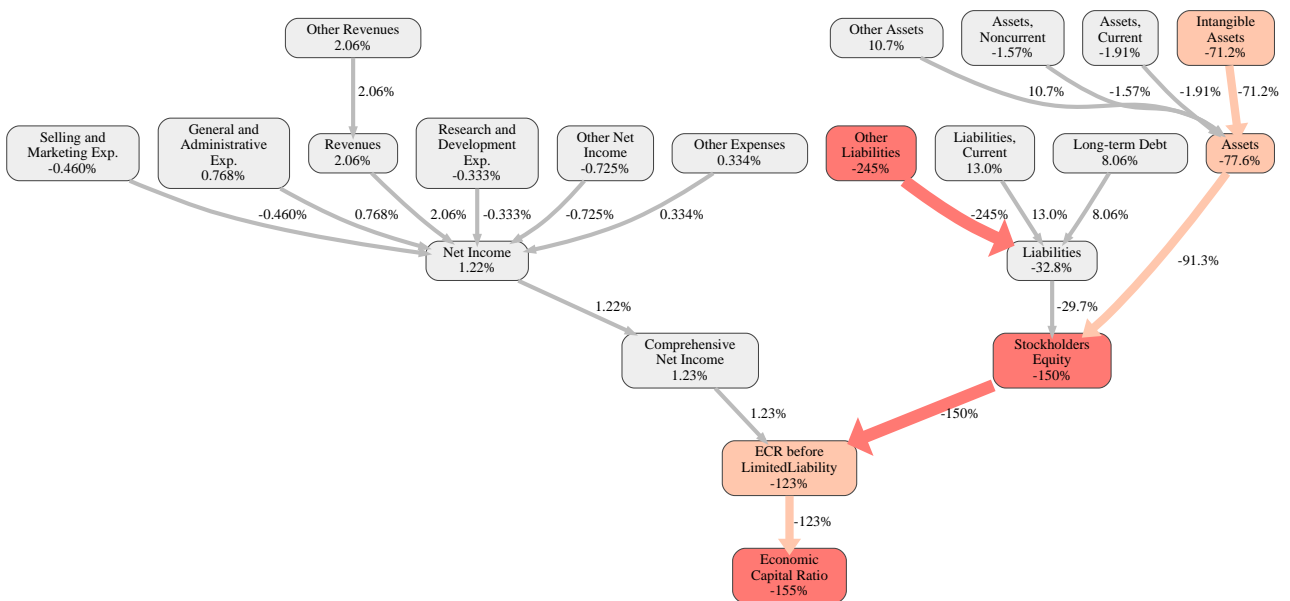 Other Revenues
2.06%
Other Assets
10.7%
Assets,
Noncurrent
-1.57%
Assets,
Current
-1.91%
Intangible
Assets
-71.2%
2.06%
10.7%
-1.57%
-1.91%
-71.2%
Selling and
Marketing Exp.
-0.460%
General and
Administrative
Exp.
0.768%
Revenues
2.06%
Research and
Development
Exp.
-0.333%
Other Net
Income
-0.725%
Other Expenses
0.334%
Other
Liabilities
-245%
Liabilities,
Current
13.0%
Long-term Debt
8.06%
Assets
-77.6%
-0.460%
0.768%
2.06%
-0.333%
-0.725%
0.334%
-245%
13.0%
8.06%
-91.3%
Net Income
1.22%
Liabilities
-32.8%
1.22%
-29.7%
Comprehensive
Net Income
1.23%
Stockholders
Equity
-150%
1.23%
-150%
ECR before
LimitedLiability
-123%
-123%
Economic
Capital Ratio
-155%